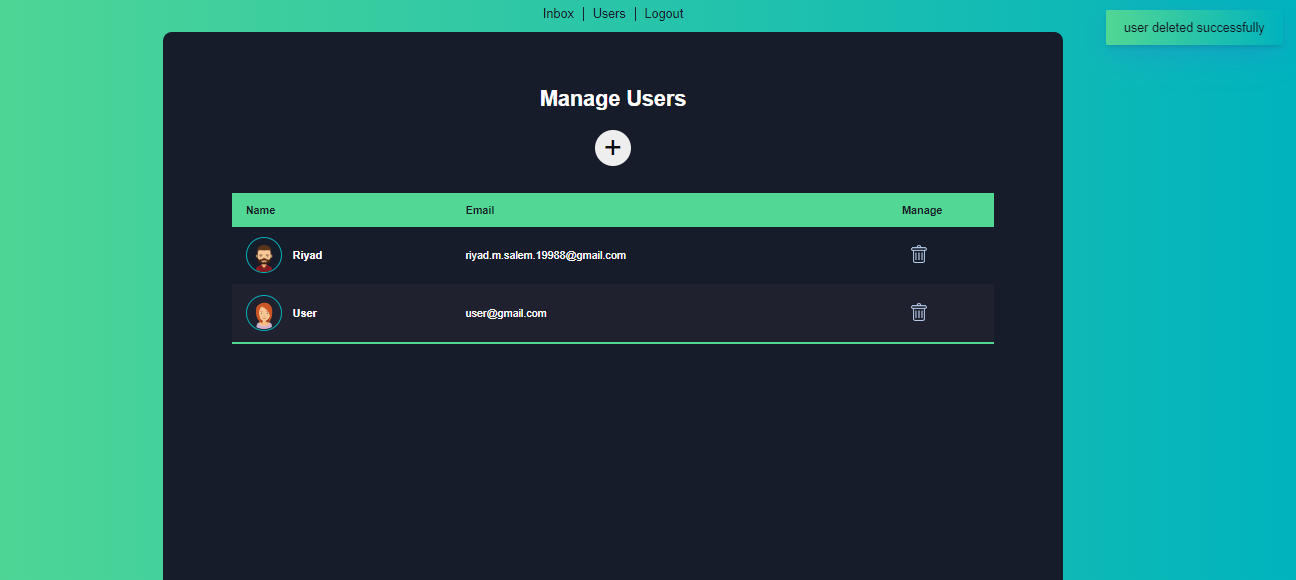 Inbox | Users | Logout
user deleted successfully
Manage Users
+
Name Email Manage
Riyad riyad.m.salem.19988@gmail.com
User user@gmail.com